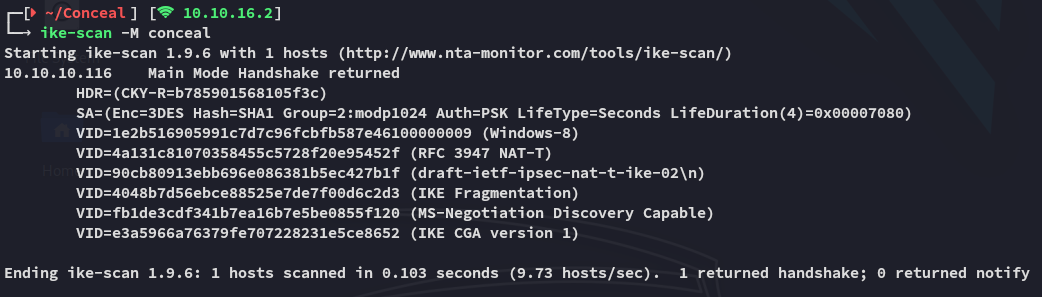 [ ~/Conceal ] [ 10.10.16.2]
ike-scan -M conceal
Starting ike-scan 1.9.6 with 1 hosts (http://www.nta-monitor.com/tools/ike-scan/)
10.10.10.116 Main Mode Handshake returned
HDR=(CKY-R=b785901568105f3c)
SA=(Enc=3DES Hash=SHA1 Group=2:modp1024 Auth=PSK LifeType=Seconds LifeDuration(4)=0x00007080)
VID=1e2b516905991c7d7c96fcbfb587e46100000009 (Windows-8)
VID=4a131c81070358455c5728f20e95452f (RFC 3947 NAT-T)
VID=90cb80913ebb696e086381b5ec427b1f (draft-ietf-ipsec-nat-t-ike-02\n)
VID=4048b7d56ebce88525e7de7f00d6c2d3 (IKE Fragmentation)
VID=fb1de3cdf341b7ea16b7e5be0855f120 (MS-Negotiation Discovery Capable)
VID=e3a5966a76379fe707228231e5ce8652 (IKE CGA version 1)
Ending ike-scan 1.9.6: 1 hosts scanned in 0.103 seconds (9.73 hosts/sec). 1 returned handshake; 0 returned notify